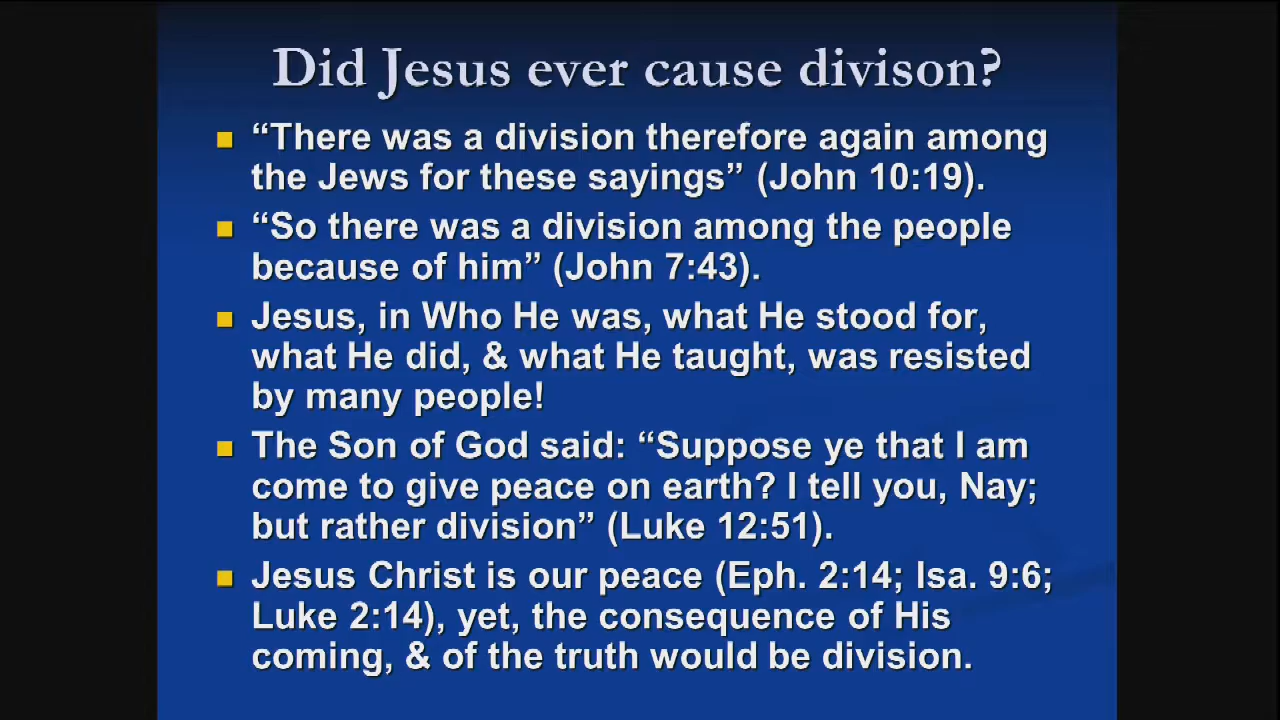 Did Jesus ever cause divison?
“There was a division therefore again among
the Jews for these sayings” (John 10:19).
“So there was a division among the people
because of him” (John 7:43).
Jesus, in Who He was, what He stood for,
what He did, & what He taught, was resisted
by many people!
The Son of God said: “Suppose ye that I am
come to give peace on earth? I tell you, Nay;
but rather division” (Luke 12:51).
Jesus Christ is our peace (Eph. 2:14; Isa. 9:6;
Luke 2:14), yet, the consequence of His
coming, & of the truth would be division.